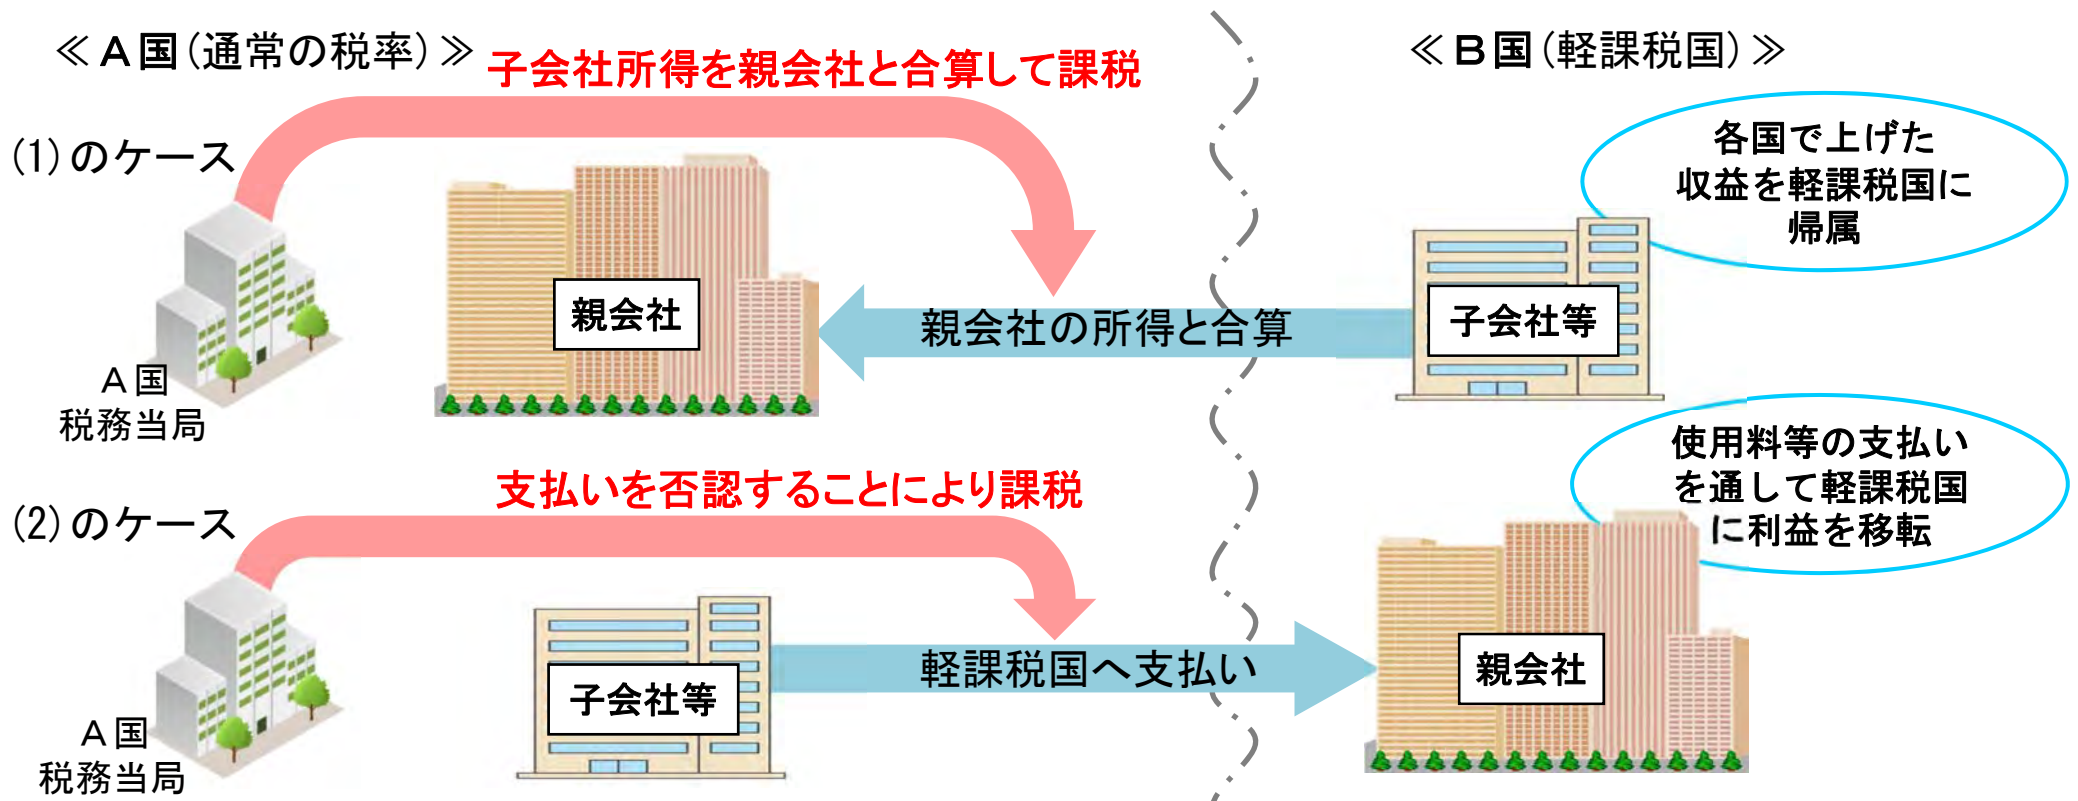 ≪A国(通常の税率)≫
≪B国(軽課税国)≫
子会社所得を親会社と合算して課税
(1)のケース
各国で上げた
収益を軽課税国に
帰属
親会社
親会社の所得と合算
子会社等
A国
税務当局
支払いを否認することにより課税
(2)のケース
使用料等の支払い
を通して軽課税国
に利益を移転
子会社等
軽課税国へ支払い
親会社
A国
税務当局